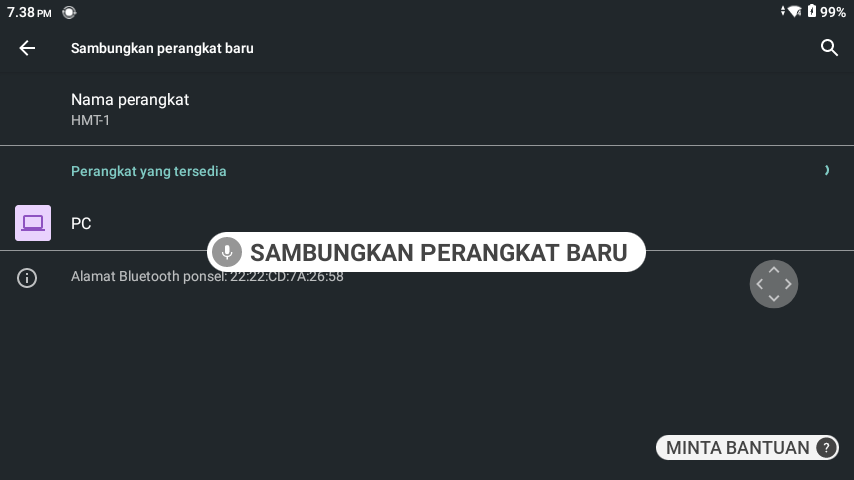 7.38 PM
99%
Sambungkan perangkat baru
Nama perangkat
HMT-1
Perangkat yang tersedia
PC
SAMBUNGKAN PERANGKAT BARU
Alamat Bluetooth ponsel: 22:22:CD:7A:26:58
MINTA BANTUAN ?